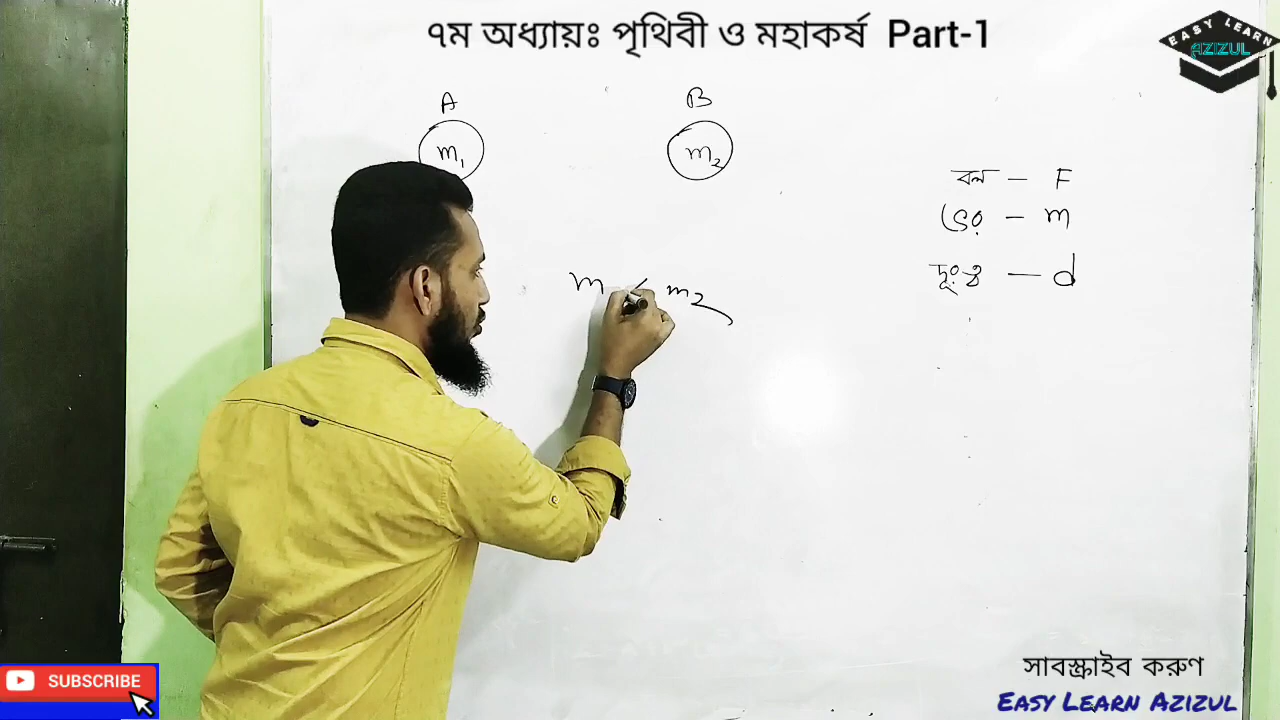 ৭ম অধ্যায়ঃ পৃথিবী ও মহাকর্ষ Part-1
EASY LEARN
AZIZUL
A B
m₁ m₂
বল — F
ভর — m
দূরত্ব — d
m m₂
সাবস্ক্রাইব করুণ
EASY LEARN AZIZUL
SUBSCRIBE